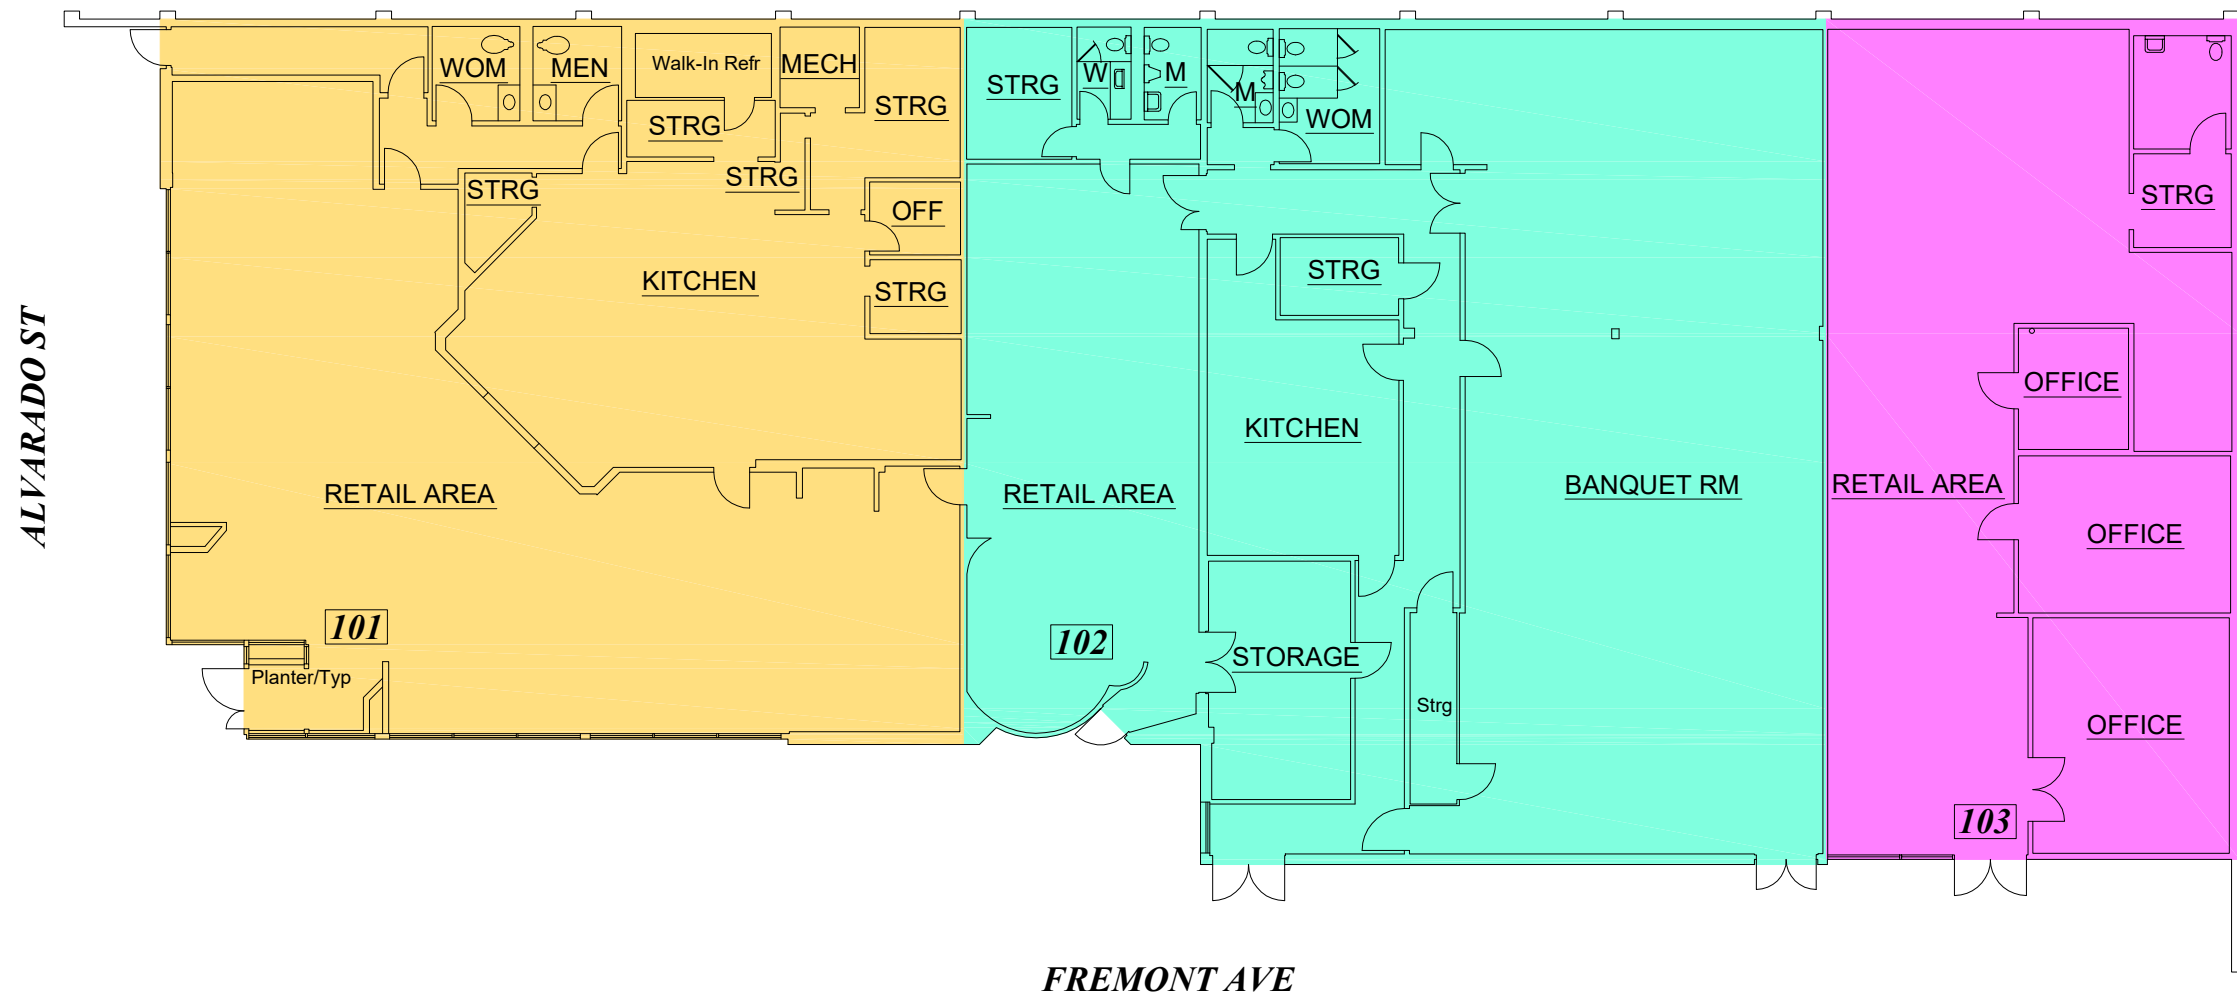 WOM
MEN
Walk-In Refr
MECH
STRG
STRG
STRG
STRG
OFF
STRG
KITCHEN
RETAIL AREA
101
Planter/Typ
ALVARADO ST
STRG
W
M
M
WOM
STRG
KITCHEN
RETAIL AREA
BANQUET RM
102
STORAGE
Strg
STRG
OFFICE
RETAIL AREA
OFFICE
OFFICE
103
FREMONT AVE